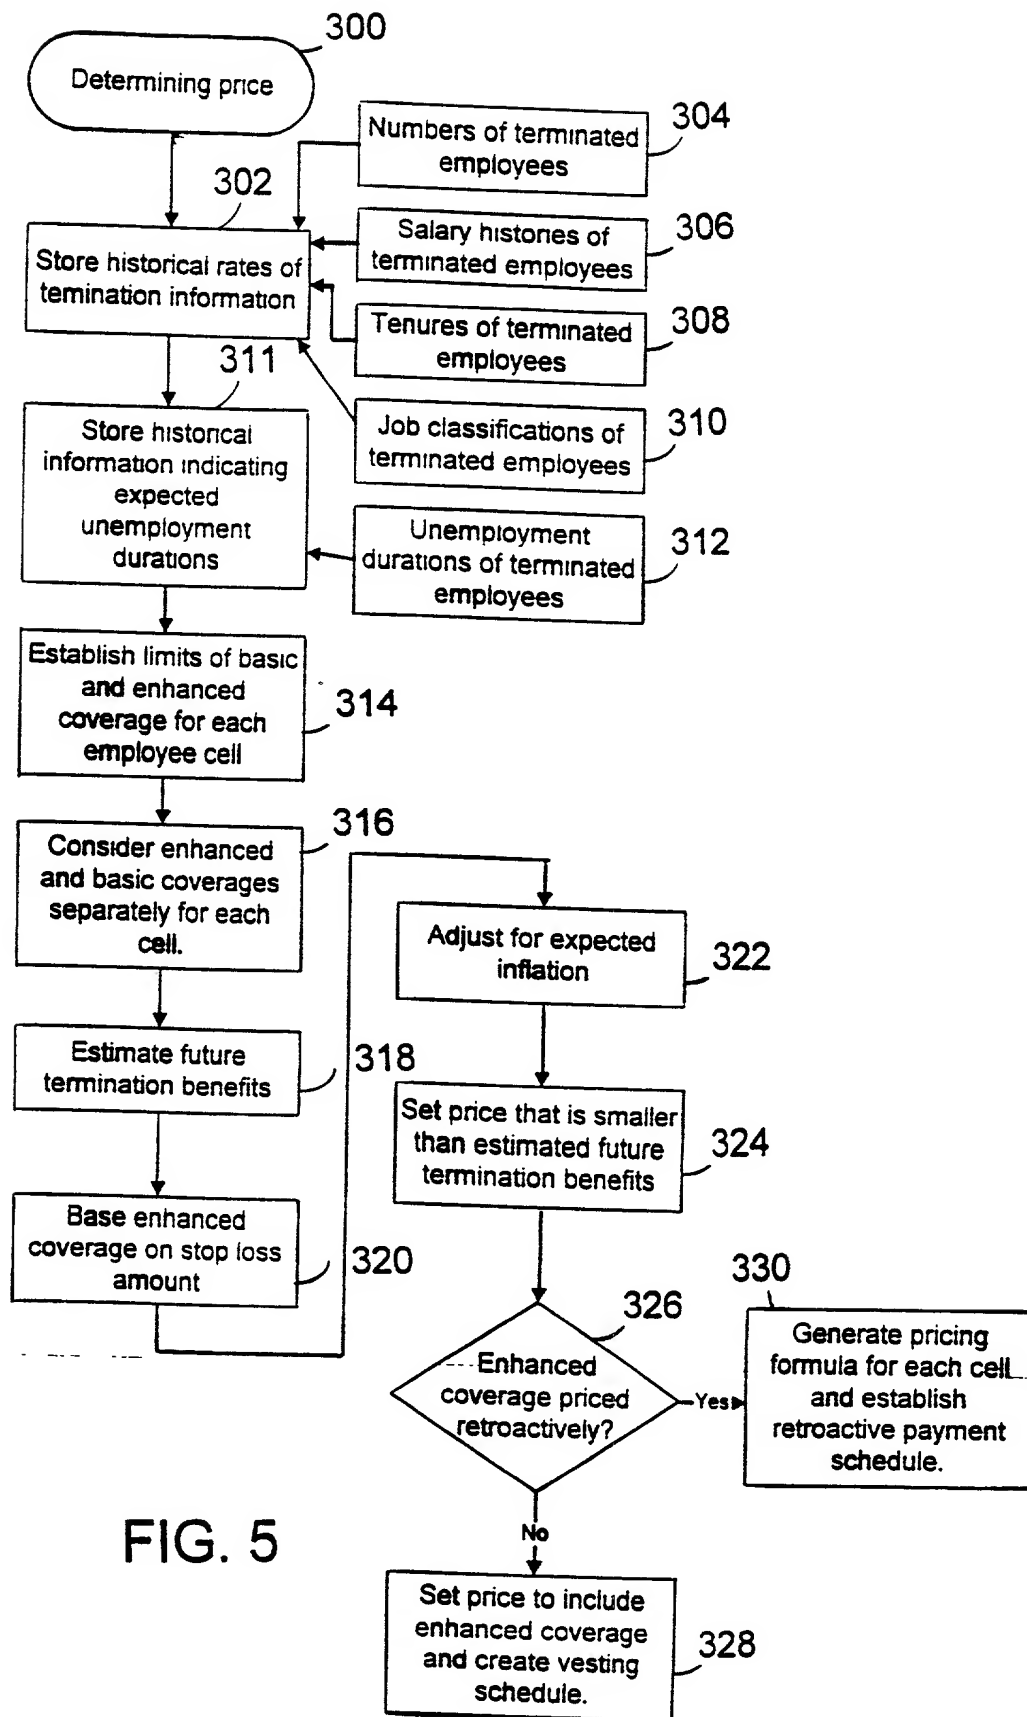 300
Determining price
304
Numbers of terminated
employees
302
306
Salary histories of
terminated employees
Store historical rates of
temination information
308
Tenures of terminated
employees
311
310
Job classifications of
terminated employees
Store historical
information indicating
expected
unemployment
durations
312
Unemployment
durations of terminated
employees
Establish limits of basic
and enhanced
coverage for each
employee cell
314
316
Consider enhanced
and basic coverages
separately for each
cell.
Adjust for expected
inflation
322
Estimate future
termination benefits
318
Set price that is smaller
than estimated future
termination benefits
324
Base enhanced
coverage on stop loss
amount
320
326
Enhanced
coverage priced
retroactively?
Yes
330
Generate pricing
formula for each cell
and establish
retroactive payment
schedule.
No
FIG. 5
Set price to include
enhanced coverage
and create vesting
schedule.
328